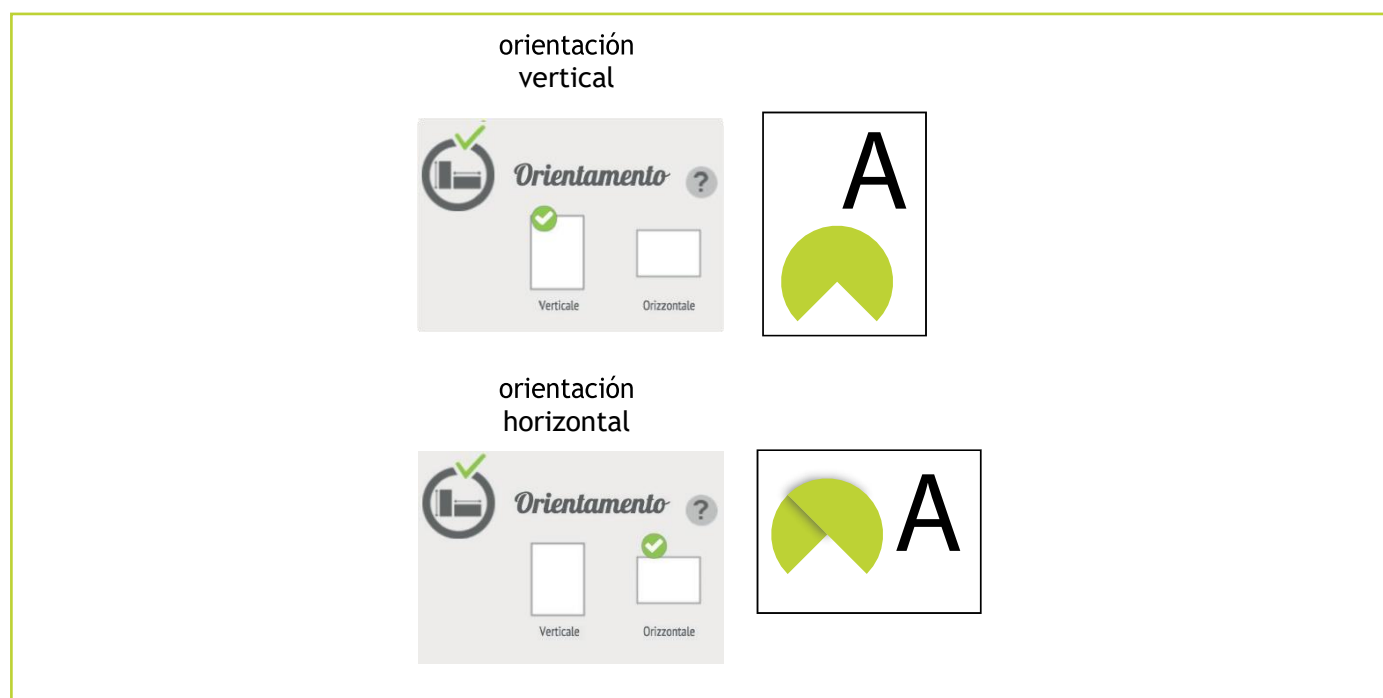 orientación
vertical
Orientamento ?
A
Verticale Orizzontale
orientación
horizontal
Orientamento ?
A
Verticale Orizzontale